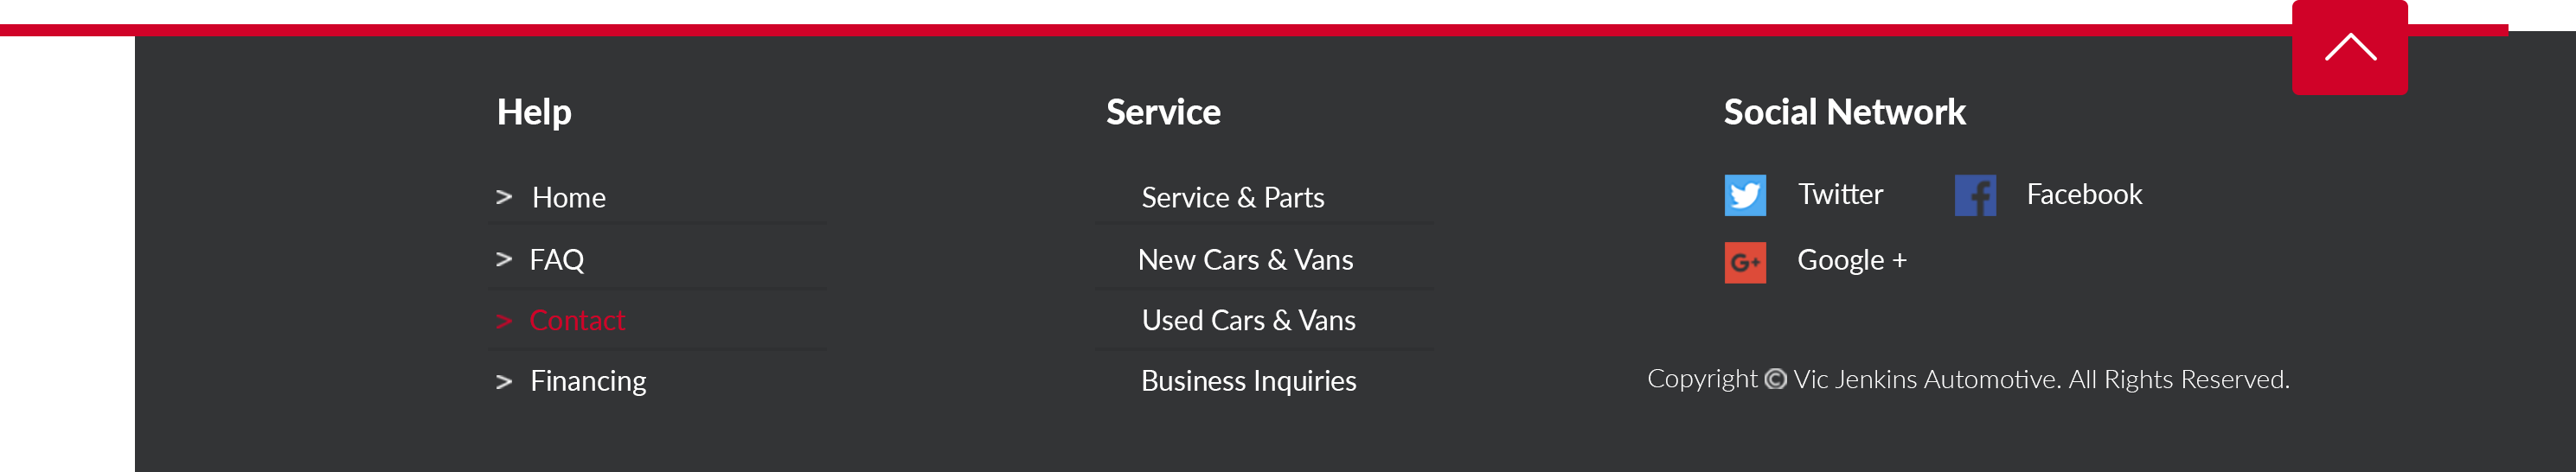 Help
> Home
> FAQ
> Contact
> Financing
Service
Service & Parts
New Cars & Vans
Used Cars & Vans
Business Inquiries
Social Network
Twitter
Facebook
G+ Google +
Copyright © Vic Jenkins Automotive. All Rights Reserved.